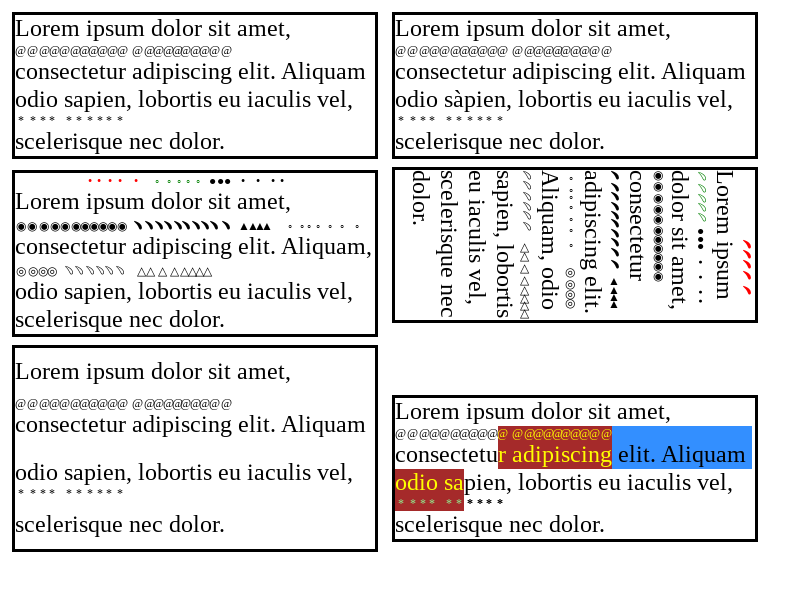 Lorem ipsum dolor sit amet,
@@@@@@@@@@@ @@@@@@@@@@
consectetur adipiscing elit. Aliquam
odio sapien, lobortis eu iaculis vel,
* * * * * * * * * *
scelerisque nec dolor.
Lorem ipsum dolor sit amet,
@@@@@@@@@@@ @@@@@@@@@@
consectetur adipiscing elit. Aliquam
odio sàpien, lobortis eu iaculis vel,
* * * * * * * * * *
scelerisque nec dolor.
Lorem ipsum dolor sit amet,
consectetur adipiscing elit. Aliquam,
odio sapien, lobortis eu iaculis vel,
scelerisque nec dolor.
Lorem ipsum
dolor sit amet,
consectetur
adipiscing elit.
Aliquam, odio
sapien, lobortis
eu iaculis vel,
scelerisque nec
dolor.
Lorem ipsum dolor sit amet,
@@@@@@@@@@@ @@@@@@@@@@
consectetur adipiscing elit. Aliquam
odio sapien, lobortis eu iaculis vel,
* * * * * * * * * *
scelerisque nec dolor.
Lorem ipsum dolor sit amet,
@@@@@@@@@@@ @@@@@@@@@@
consectetur adipiscing elit. Aliquam
odio sapien, lobortis eu iaculis vel,
* * * * * * * * * *
scelerisque nec dolor.